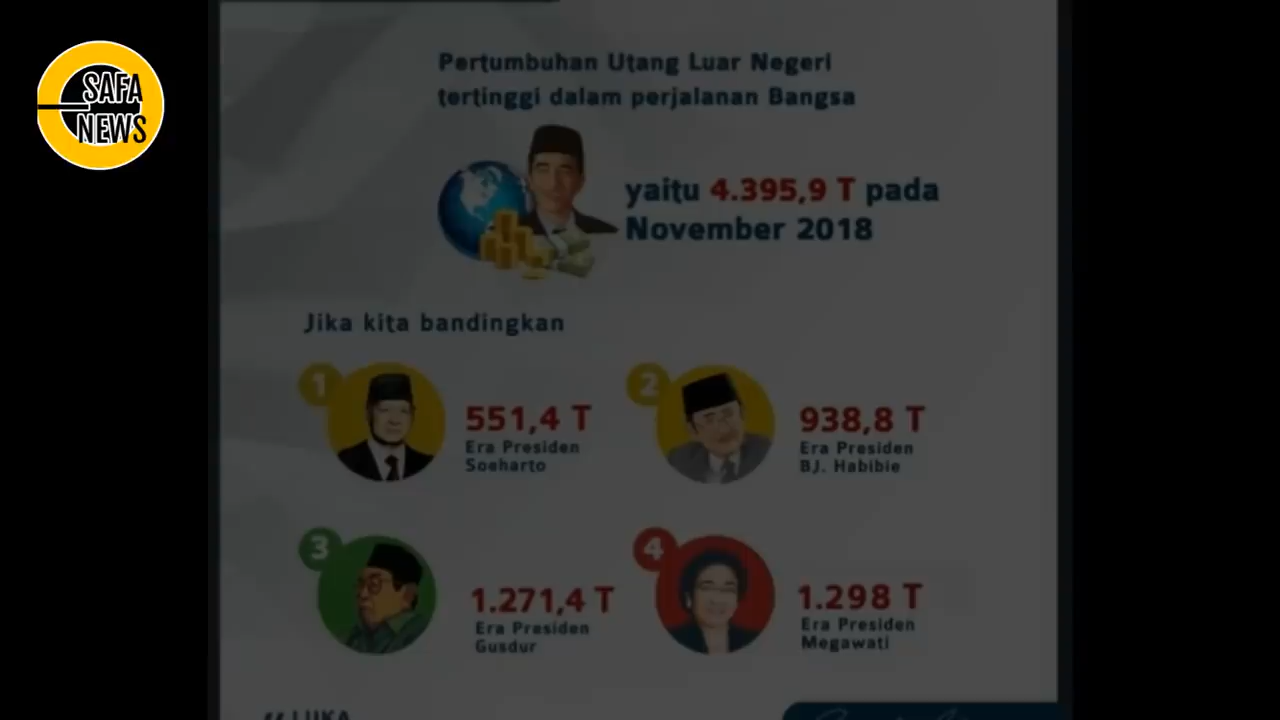 SAFA
NEWS
Pertumbuhan Utang Luar Negeri
tertinggi dalam perjalanan Bangsa
yaitu 4.395,9 T pada
November 2018
Jika kita bandingkan
1
551,4 T
Era Presiden
Soeharto
2
938,8 T
Era Presiden
BJ. Habibie
3
1.271,4 T
Era Presiden
Gusdur
4
1.298 T
Era Presiden
Megawati
“ LUKA